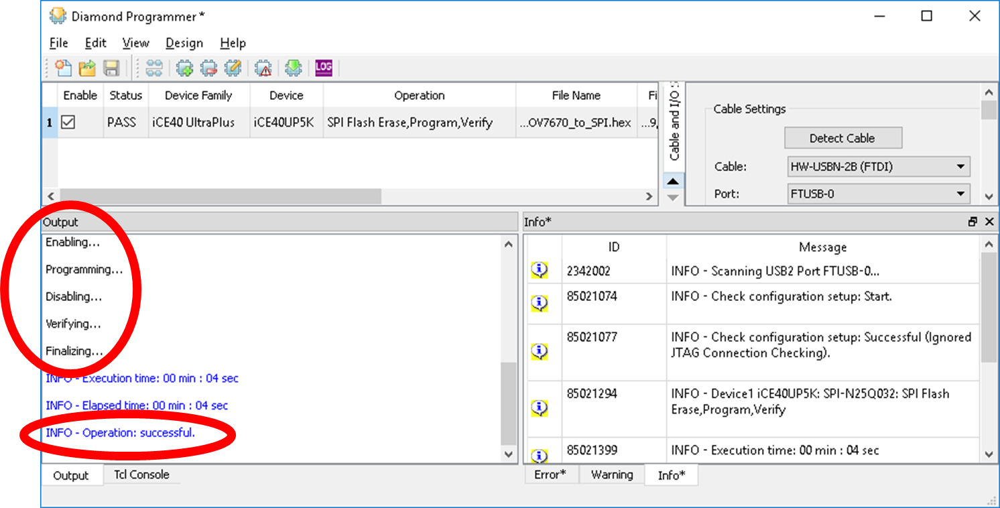 Diamond Programmer *
File Edit View Design Help
LOG
Enable Status Device Family Device Operation File Name Fi
1 PASS iCE40 UltraPlus iCE40UP5K SPI Flash Erase,Program,Verify ...OV7670_to_SPI.hex ...9,
Cable and I/O S
Cable Settings
Detect Cable
Cable: HW-USBN-2B (FTDI)
Port: FTUSB-0
Output
Enabling...
Programming...
Disabling...
Verifying...
Finalizing...
INFO - Execution time: 00 min : 04 sec
INFO - Elapsed time: 00 min : 04 sec
INFO - Operation: successful.
Output Tcl Console
Info*
ID Message
2342002 INFO - Scanning USB2 Port FTUSB-0...
85021074 INFO - Check configuration setup: Start.
85021077 INFO - Check configuration setup: Successful (Ignored
JTAG Connection Checking).
85021294 INFO - Device1 iCE40UP5K: SPI-N25Q032: SPI Flash
Erase,Program,Verify
85021399 INFO - Execution time: 00 min : 04 sec
Error* Warning Info*